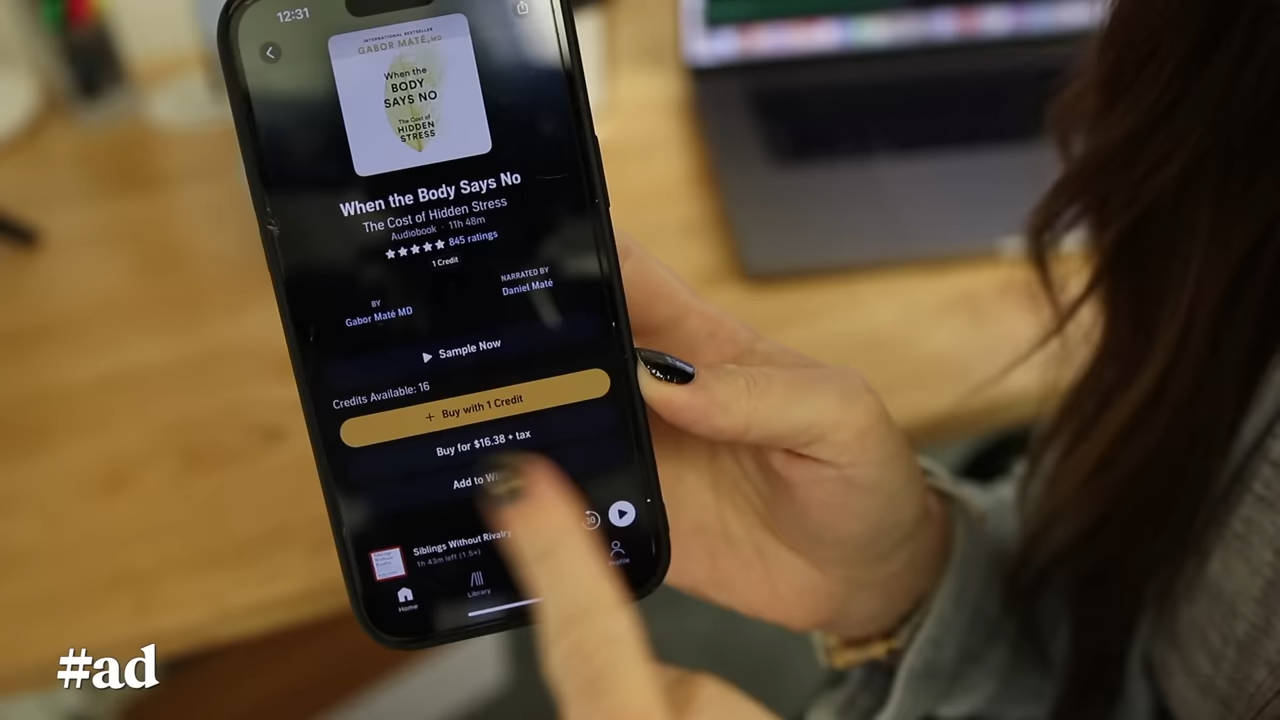 12:31
INTERNATIONAL BESTSELLER
GABOR MATÉ, MD
When the
BODY
SAYS NO
The Cost of
HIDDEN
STRESS
When the Body Says No
The Cost of Hidden Stress
Audiobook · 11h 48m
845 ratings
1 Credit
BY
Gabor Maté MD
NARRATED BY
Daniel Maté
Sample Now
Credits Available: 16
+ Buy with 1 Credit
Buy for $16.38 + tax
Add to
Siblings Without Rivalry
1h 43m left (1.5×)
30
Home
Library
Profile
#ad